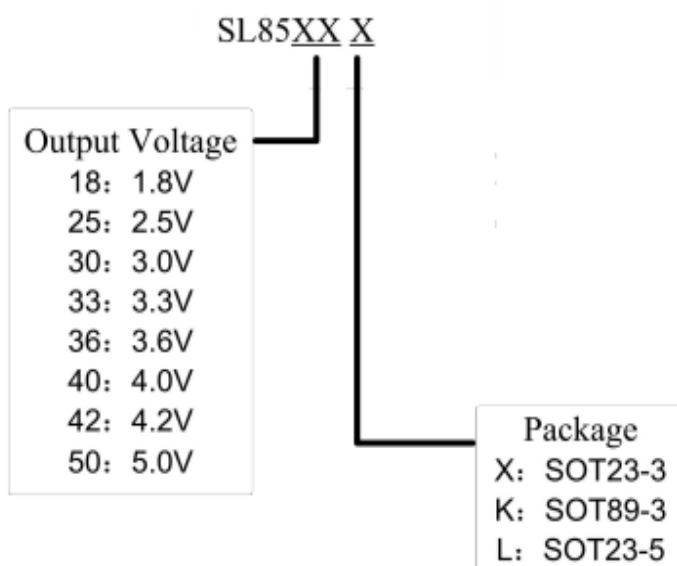 SL85XX X
Output Voltage
18：1.8V
25：2.5V
30：3.0V
33：3.3V
36：3.6V
40：4.0V
42：4.2V
50：5.0V
Package
X：SOT23-3
K：SOT89-3
L：SOT23-5